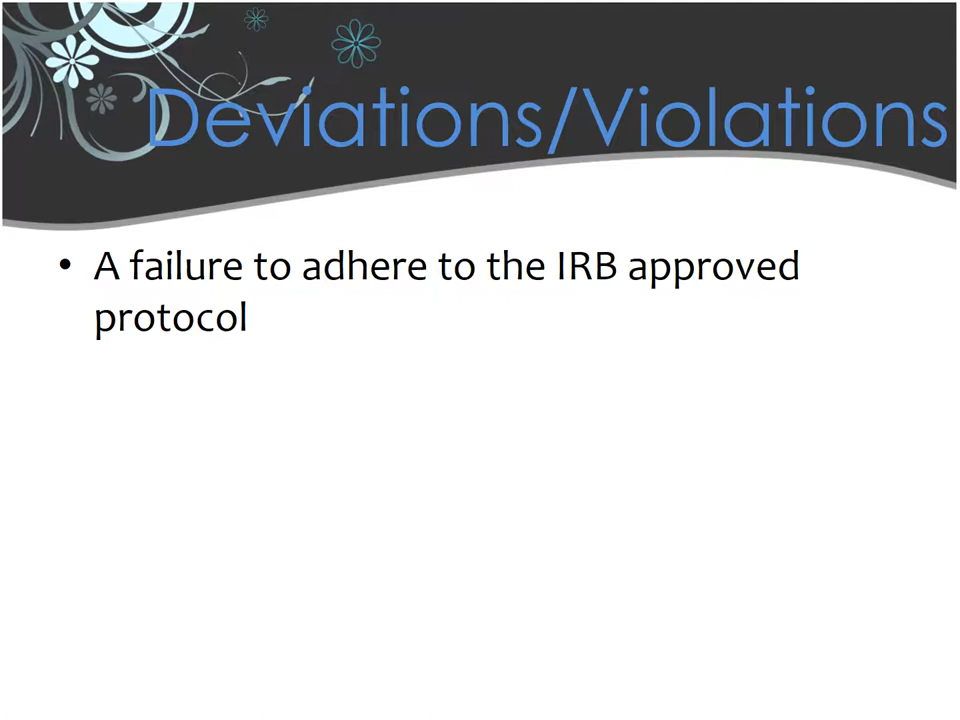 Deviations/Violations
• A failure to adhere to the IRB approved
protocol